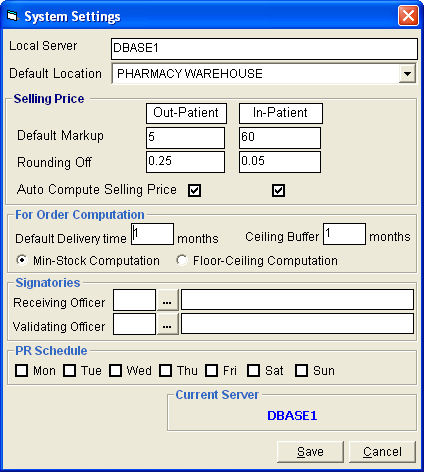 System Settings
Local Server DBASE1
Default Location PHARMACY WAREHOUSE
Selling Price
Out-Patient In-Patient
Default Markup 5 60
Rounding Off 0.25 0.05
Auto Compute Selling Price
For Order Computation
Default Delivery time 1 months Ceiling Buffer 1 months
Min-Stock Computation Floor-Ceiling Computation
Signatories
Receiving Officer ...
Validating Officer ...
PR Schedule
Mon Tue Wed Thu Fri Sat Sun
Current Server
DBASE1
Save Cancel